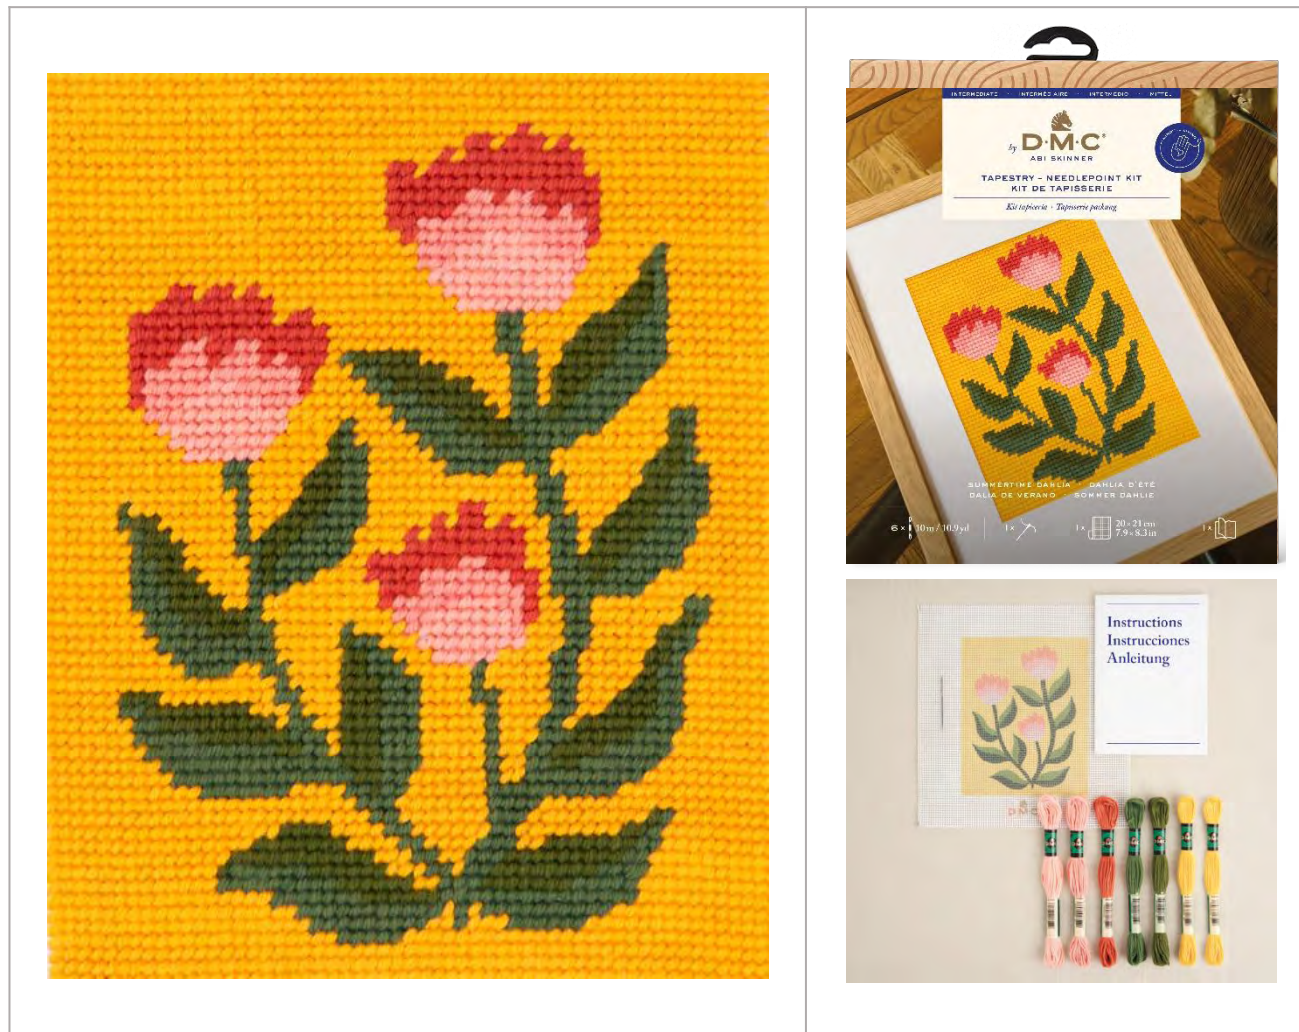 INTERMEDIATE · INTERMÉDIAIRE · INTERMEDIO · MITTEL
by D·M·C®
ABI SKINNER
TAPESTRY – NEEDLEPOINT KIT
KIT DE TAPISSERIE
Kit tapicería · Tapisserie packung
SUMMERTIME DAHLIA · DAHLIA D'ÉTÉ
DALIA DE VERANO · SOMMER DAHLIE
6 × 10 m / 10.9 yd
1 ×
1 × 20 × 21 cm
7.9 × 8.3 in
1 ×
Instructions
Instrucciones
Anleitung
DMC